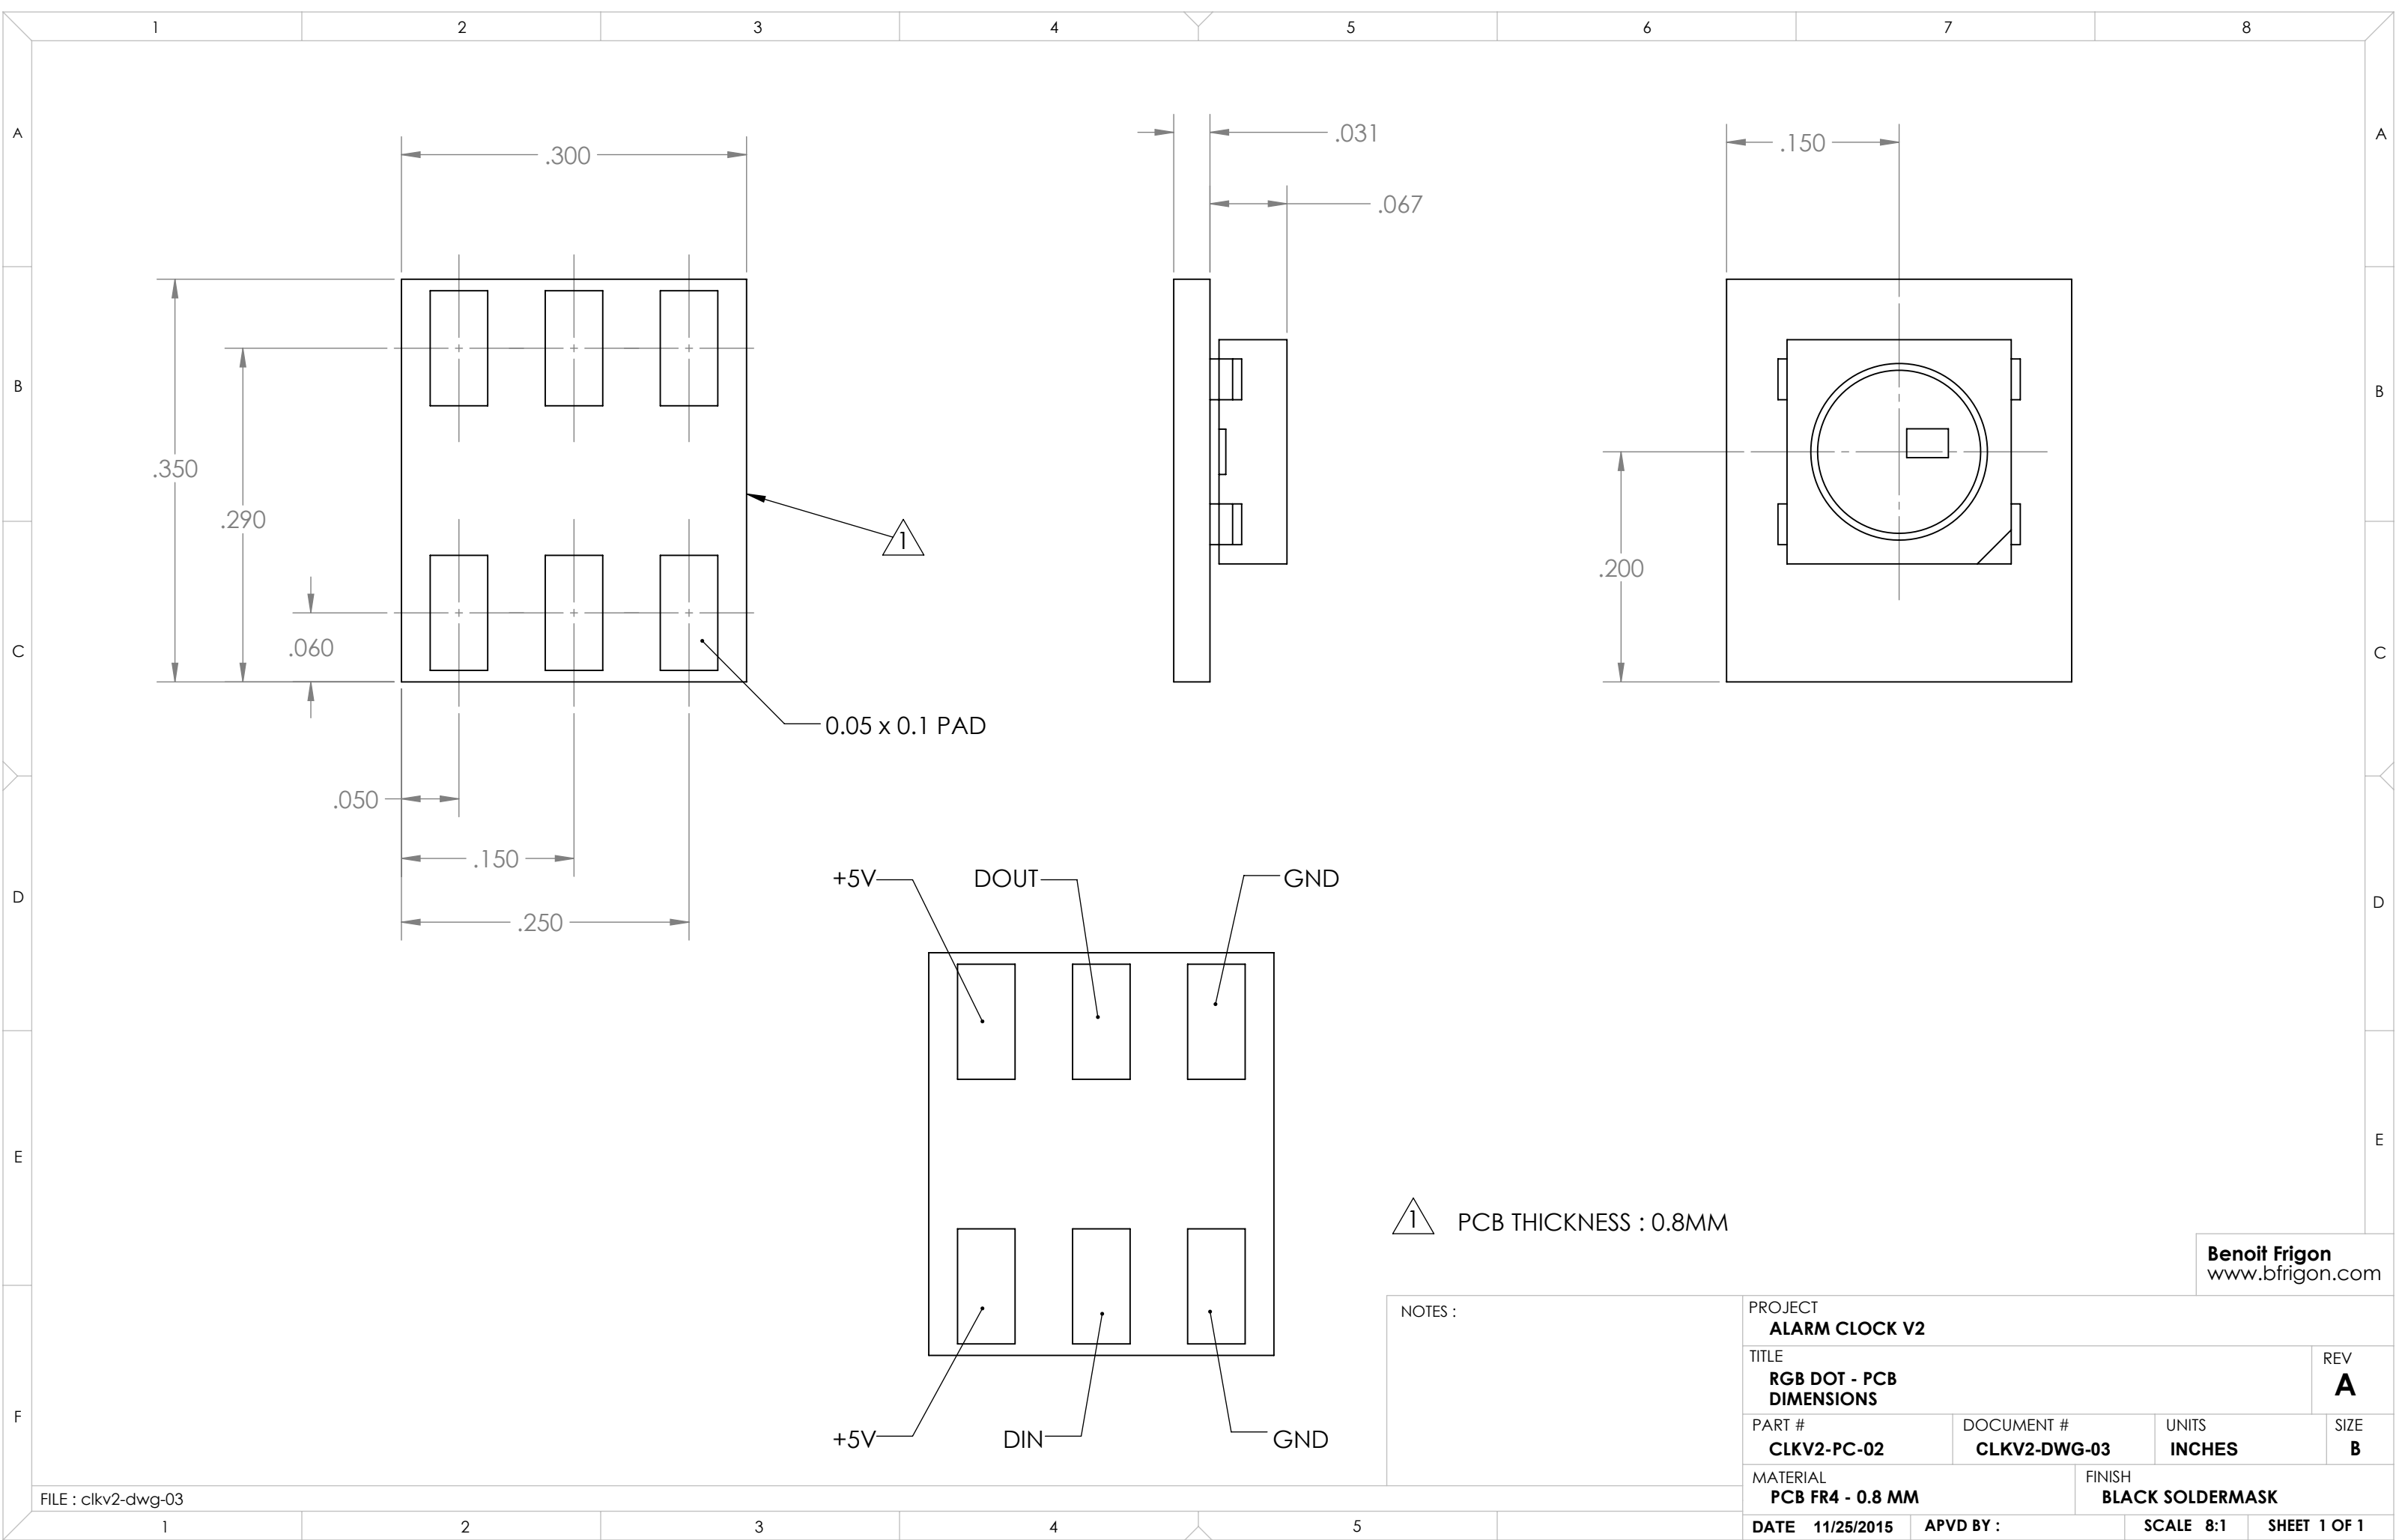 1 2 3 4 5 6 7 8
A A
B B
C C
D D
E E
F
.300
.350
.290
.060
.050
.150
.250
1
0.05 x 0.1 PAD
.031
.067
.150
.200
+5V DOUT GND
+5V DIN GND
1 PCB THICKNESS : 0.8MM
Benoit Frigon
www.bfrigon.com
NOTES :
PROJECT
ALARM CLOCK V2
TITLE
RGB DOT - PCB
DIMENSIONS
REV
A
PART #
CLKV2-PC-02
DOCUMENT #
CLKV2-DWG-03
UNITS
INCHES
SIZE
B
MATERIAL
PCB FR4 - 0.8 MM
FINISH
BLACK SOLDERMASK
DATE 11/25/2015 APVD BY : SCALE 8:1 SHEET 1 OF 1
FILE : clkv2-dwg-03
1 2 3 4 5